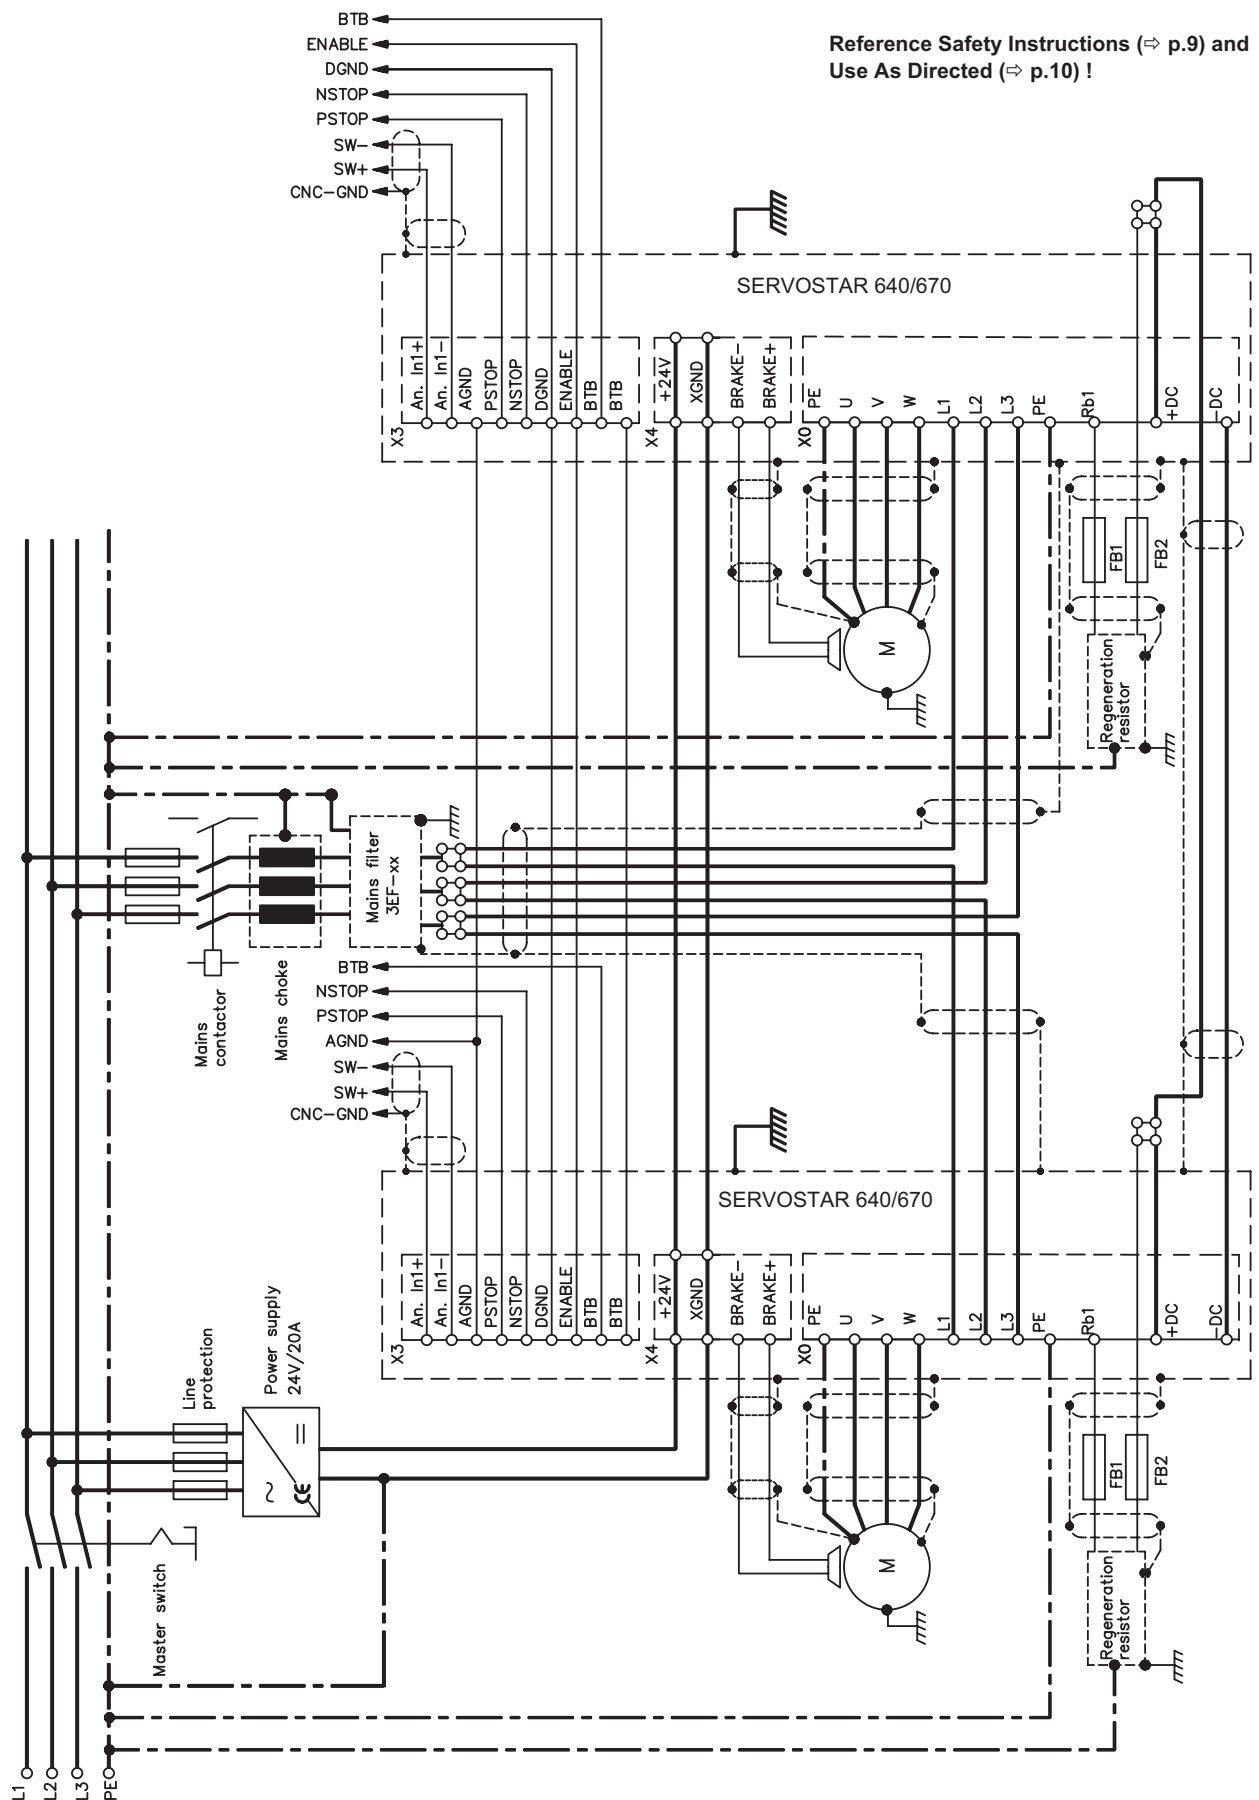 Reference Safety Instructions (⇨ p.9) and
Use As Directed (⇨ p.10) !
BTB
ENABLE
DGND
NSTOP
PSTOP
SW-
SW+
CNC-GND
SERVOSTAR 640/670
X3
An. In1+
An. In1-
AGND
PSTOP
NSTOP
DGND
ENABLE
BTB
BTB
X4
+24V
XGND
BRAKE-
BRAKE+
X0
PE
U
V
W
L1
L2
L3
PE
Rb1
+DC
-DC
FB1
FB2
M
Regeneration
resistor
Mains filter
3EF-xx
Mains choke
Mains
contactor
BTB
NSTOP
PSTOP
AGND
SW-
SW+
CNC-GND
SERVOSTAR 640/670
X3
An. In1+
An. In1-
AGND
PSTOP
NSTOP
DGND
ENABLE
BTB
BTB
X4
+24V
XGND
BRAKE-
BRAKE+
X0
PE
U
V
W
L1
L2
L3
PE
Rb1
+DC
-DC
Line
protection
Power supply
24V/20A
CE
FB1
FB2
M
Regeneration
resistor
Master switch
L1
L2
L3
PE